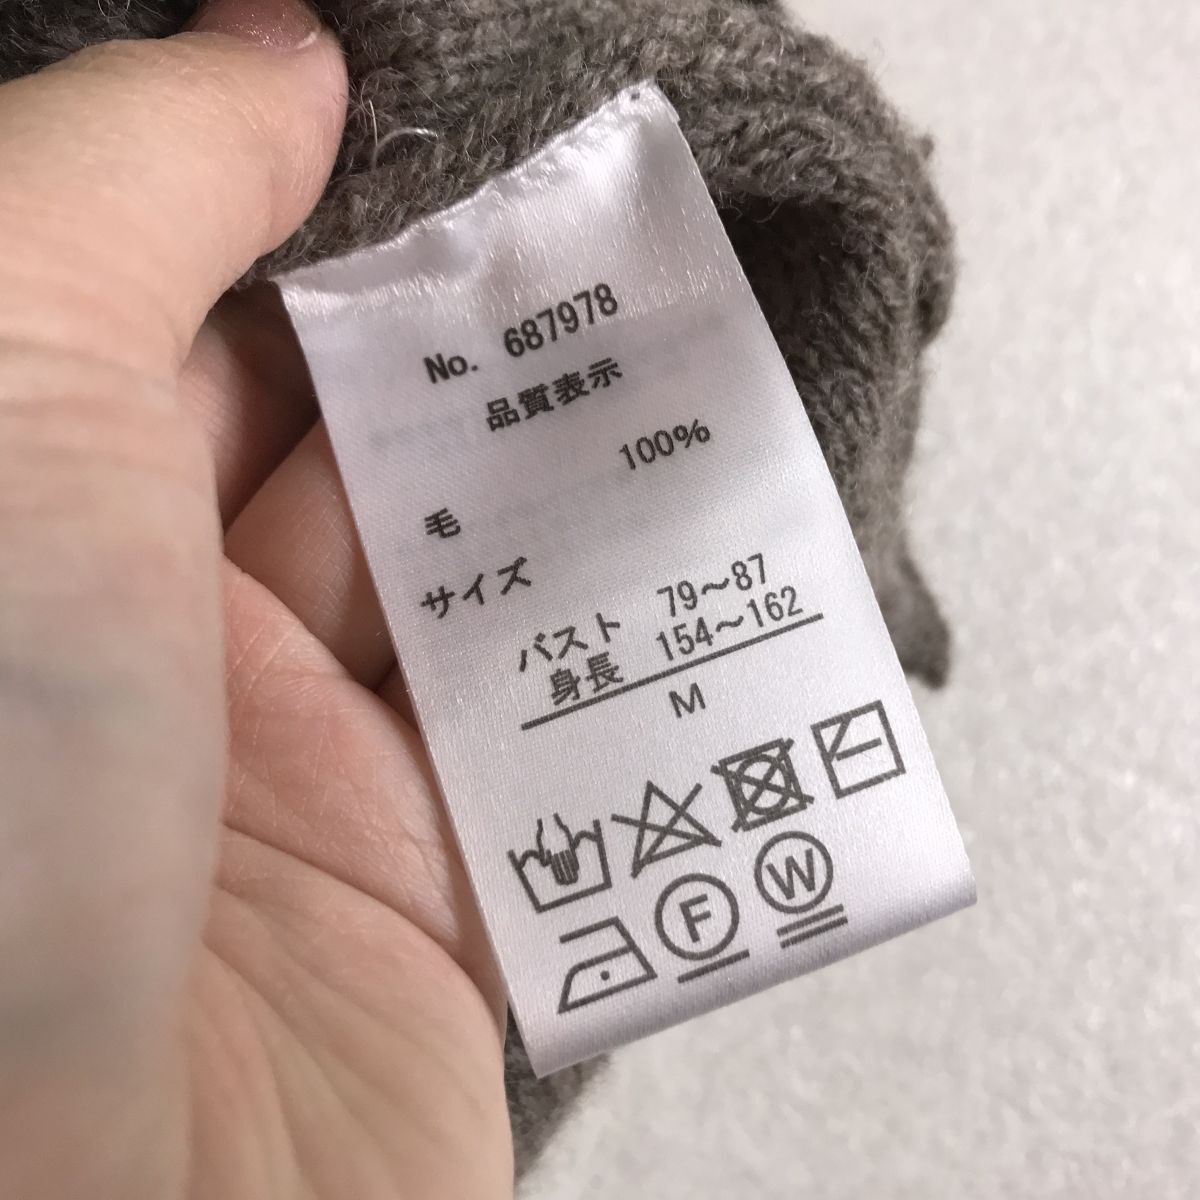 No. 687978
品質表示
100%
毛
サイズ
バスト 79～87
身長 154～162
M
F
W